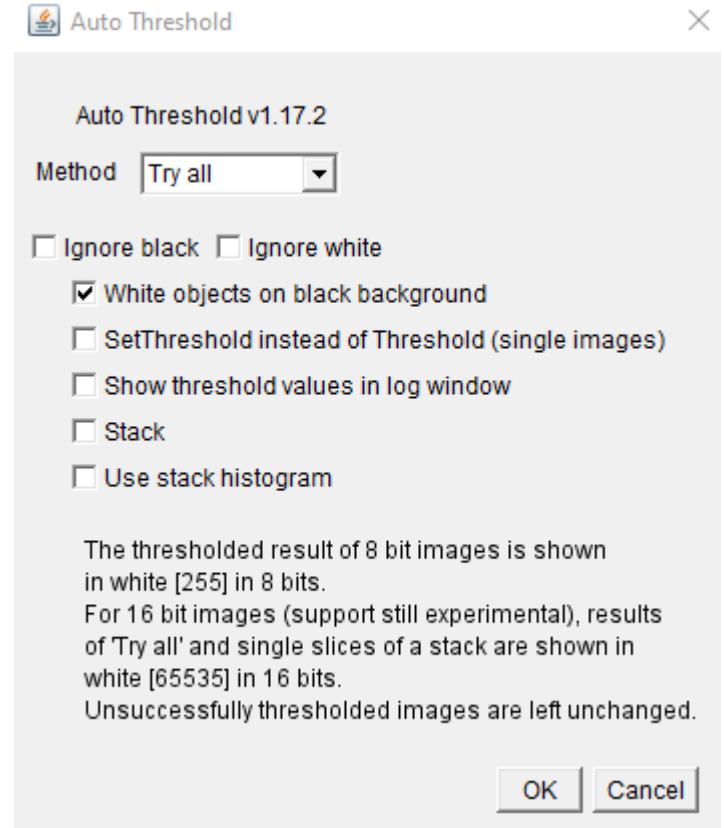 Auto Threshold
Auto Threshold v1.17.2
Method Try all
Ignore black Ignore white
White objects on black background
SetThreshold instead of Threshold (single images)
Show threshold values in log window
Stack
Use stack histogram
The thresholded result of 8 bit images is shown
in white [255] in 8 bits.
For 16 bit images (support still experimental), results
of 'Try all' and single slices of a stack are shown in
white [65535] in 16 bits.
Unsuccessfully thresholded images are left unchanged.
OK Cancel